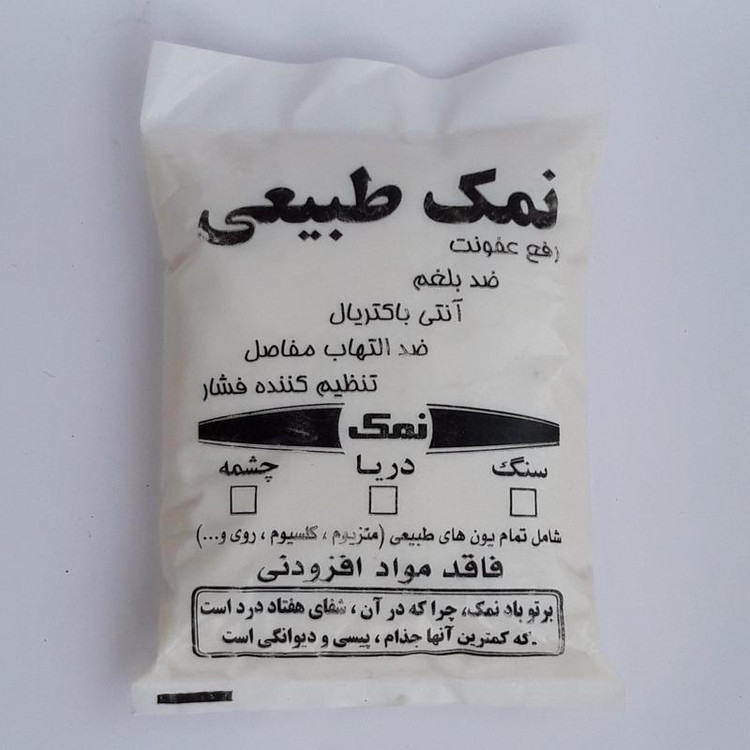 نمک طبیعی
رفع عفونت
ضد بلغم
آنتی باکتریال
ضد التهاب مفاصل
تنظیم کننده فشار
نمک
سنگ دریا چشمه
شامل تمام یون های طبیعی (منزیوم ، کلسیوم ، روی و...)
فاقد مواد افزودنی
برتو باد نمک، چرا که در آن ، شفای هفتاد درد است
که کمترین آنها جذام ، پیسی و دیوانگی است